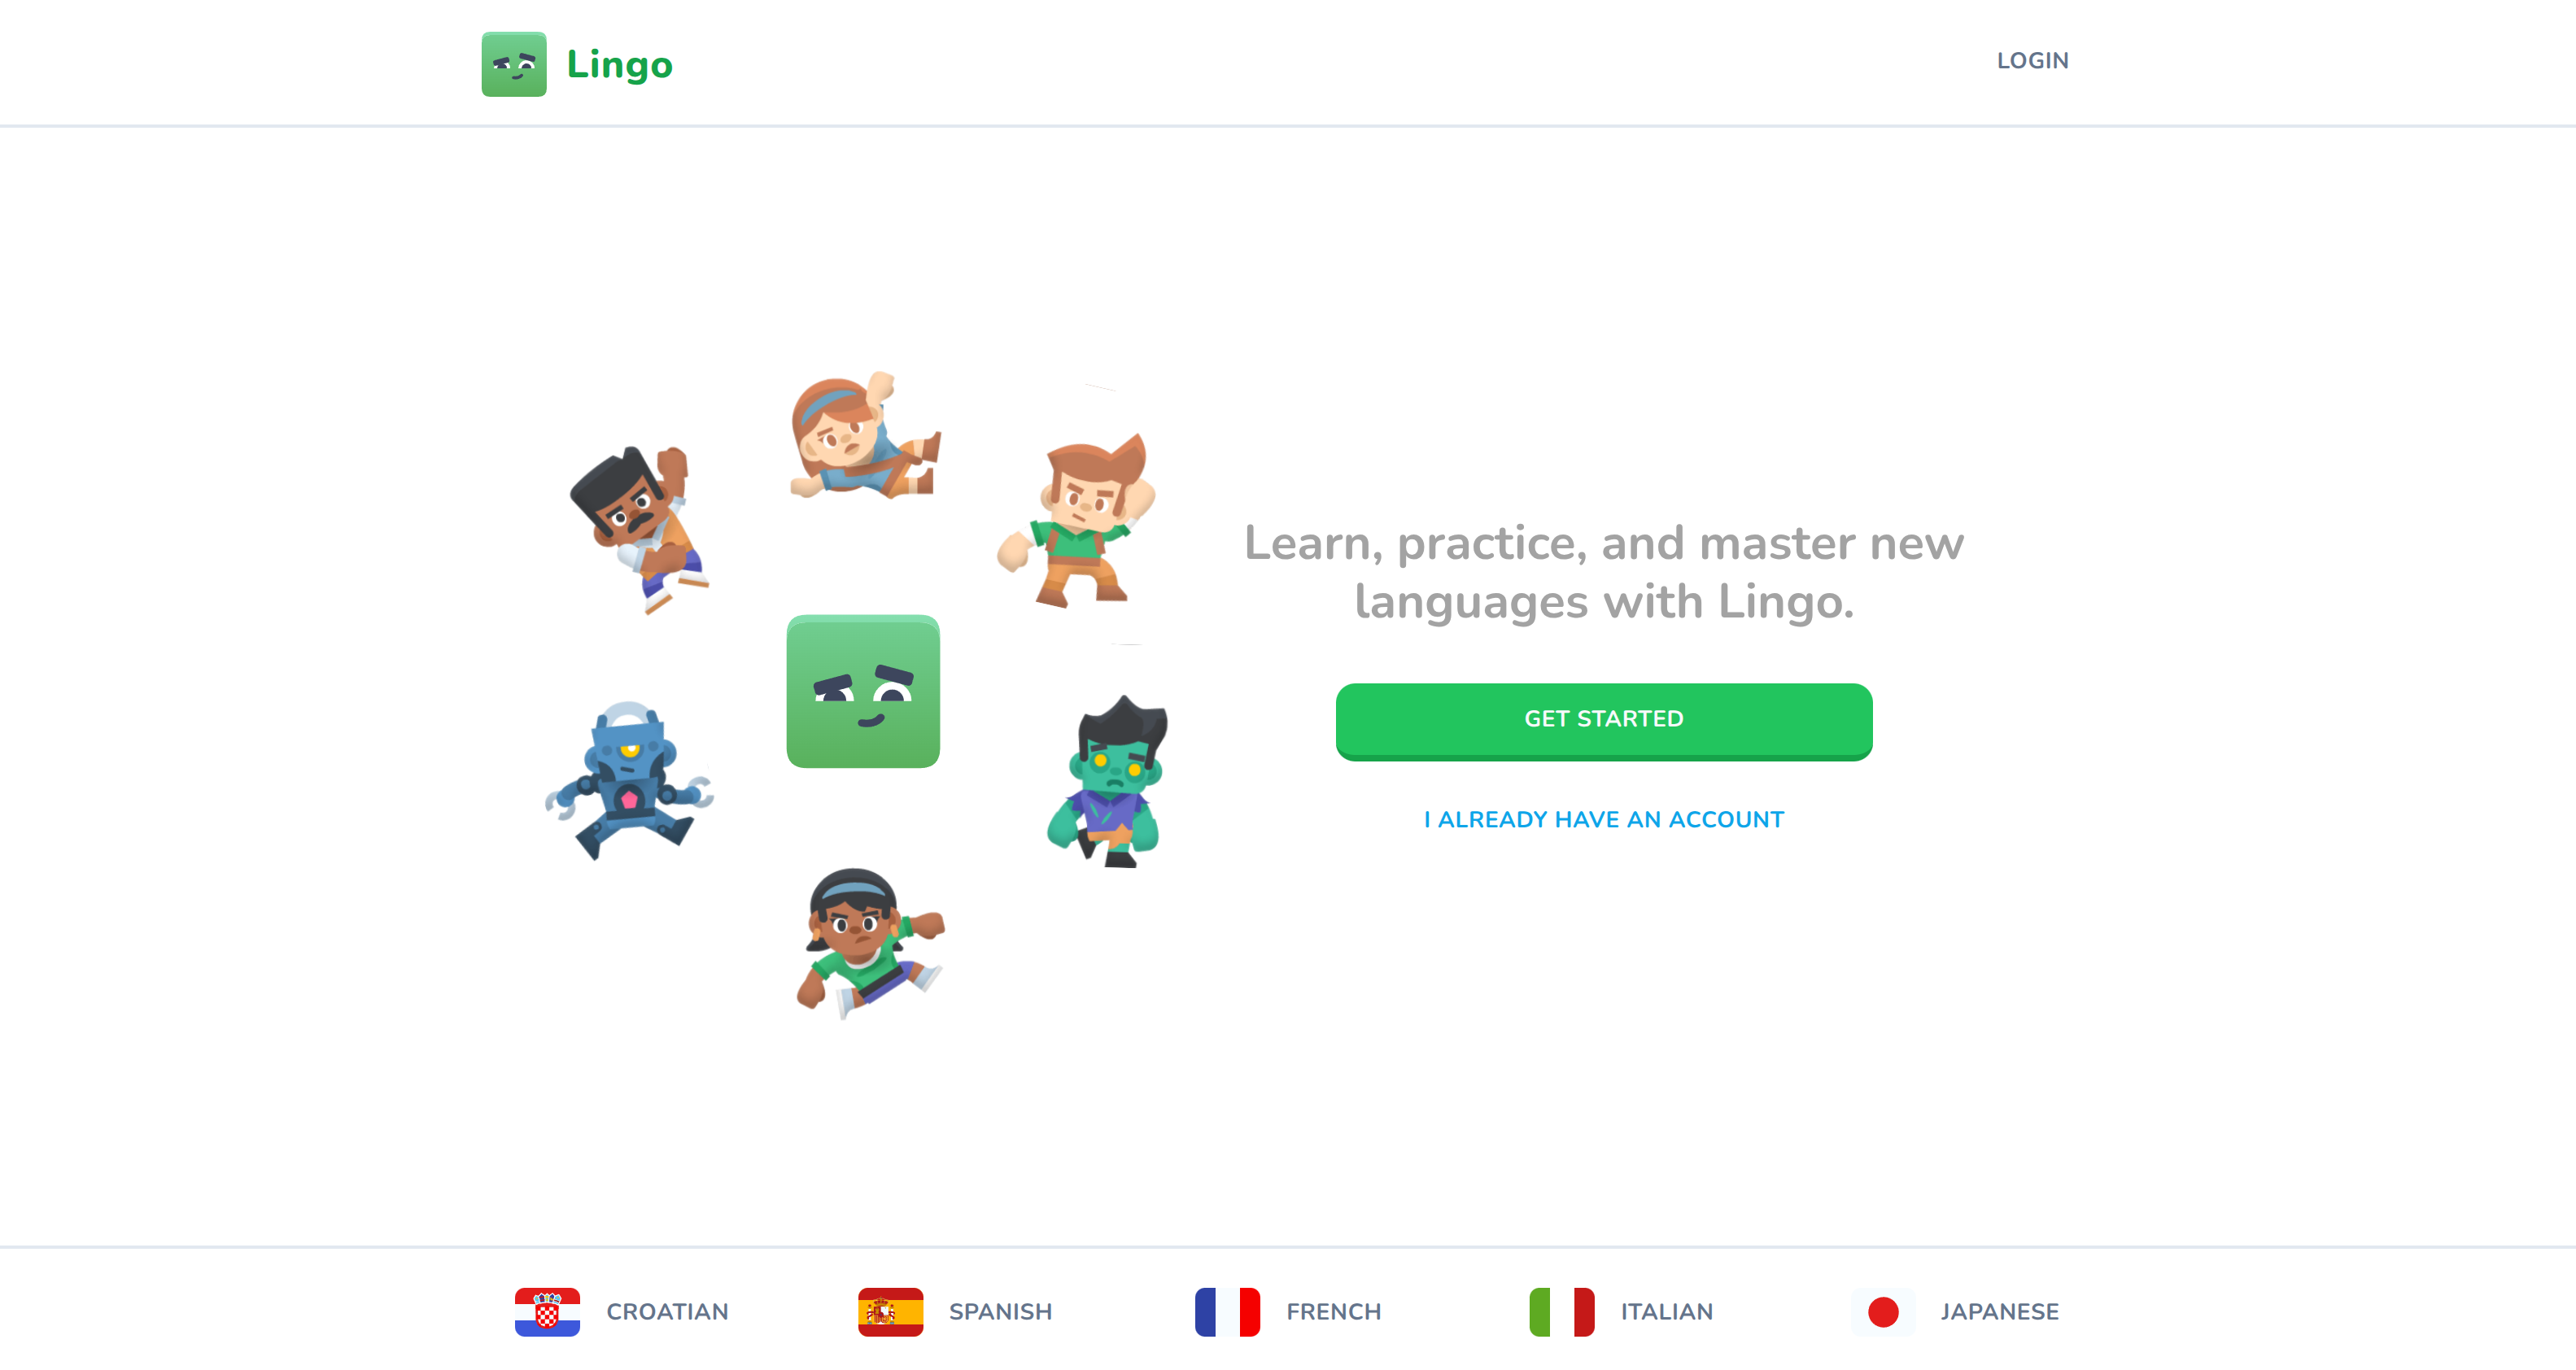 Lingo
LOGIN
Learn, practice, and master new
languages with Lingo.
GET STARTED
I ALREADY HAVE AN ACCOUNT
CROATIAN
SPANISH
FRENCH
ITALIAN
JAPANESE